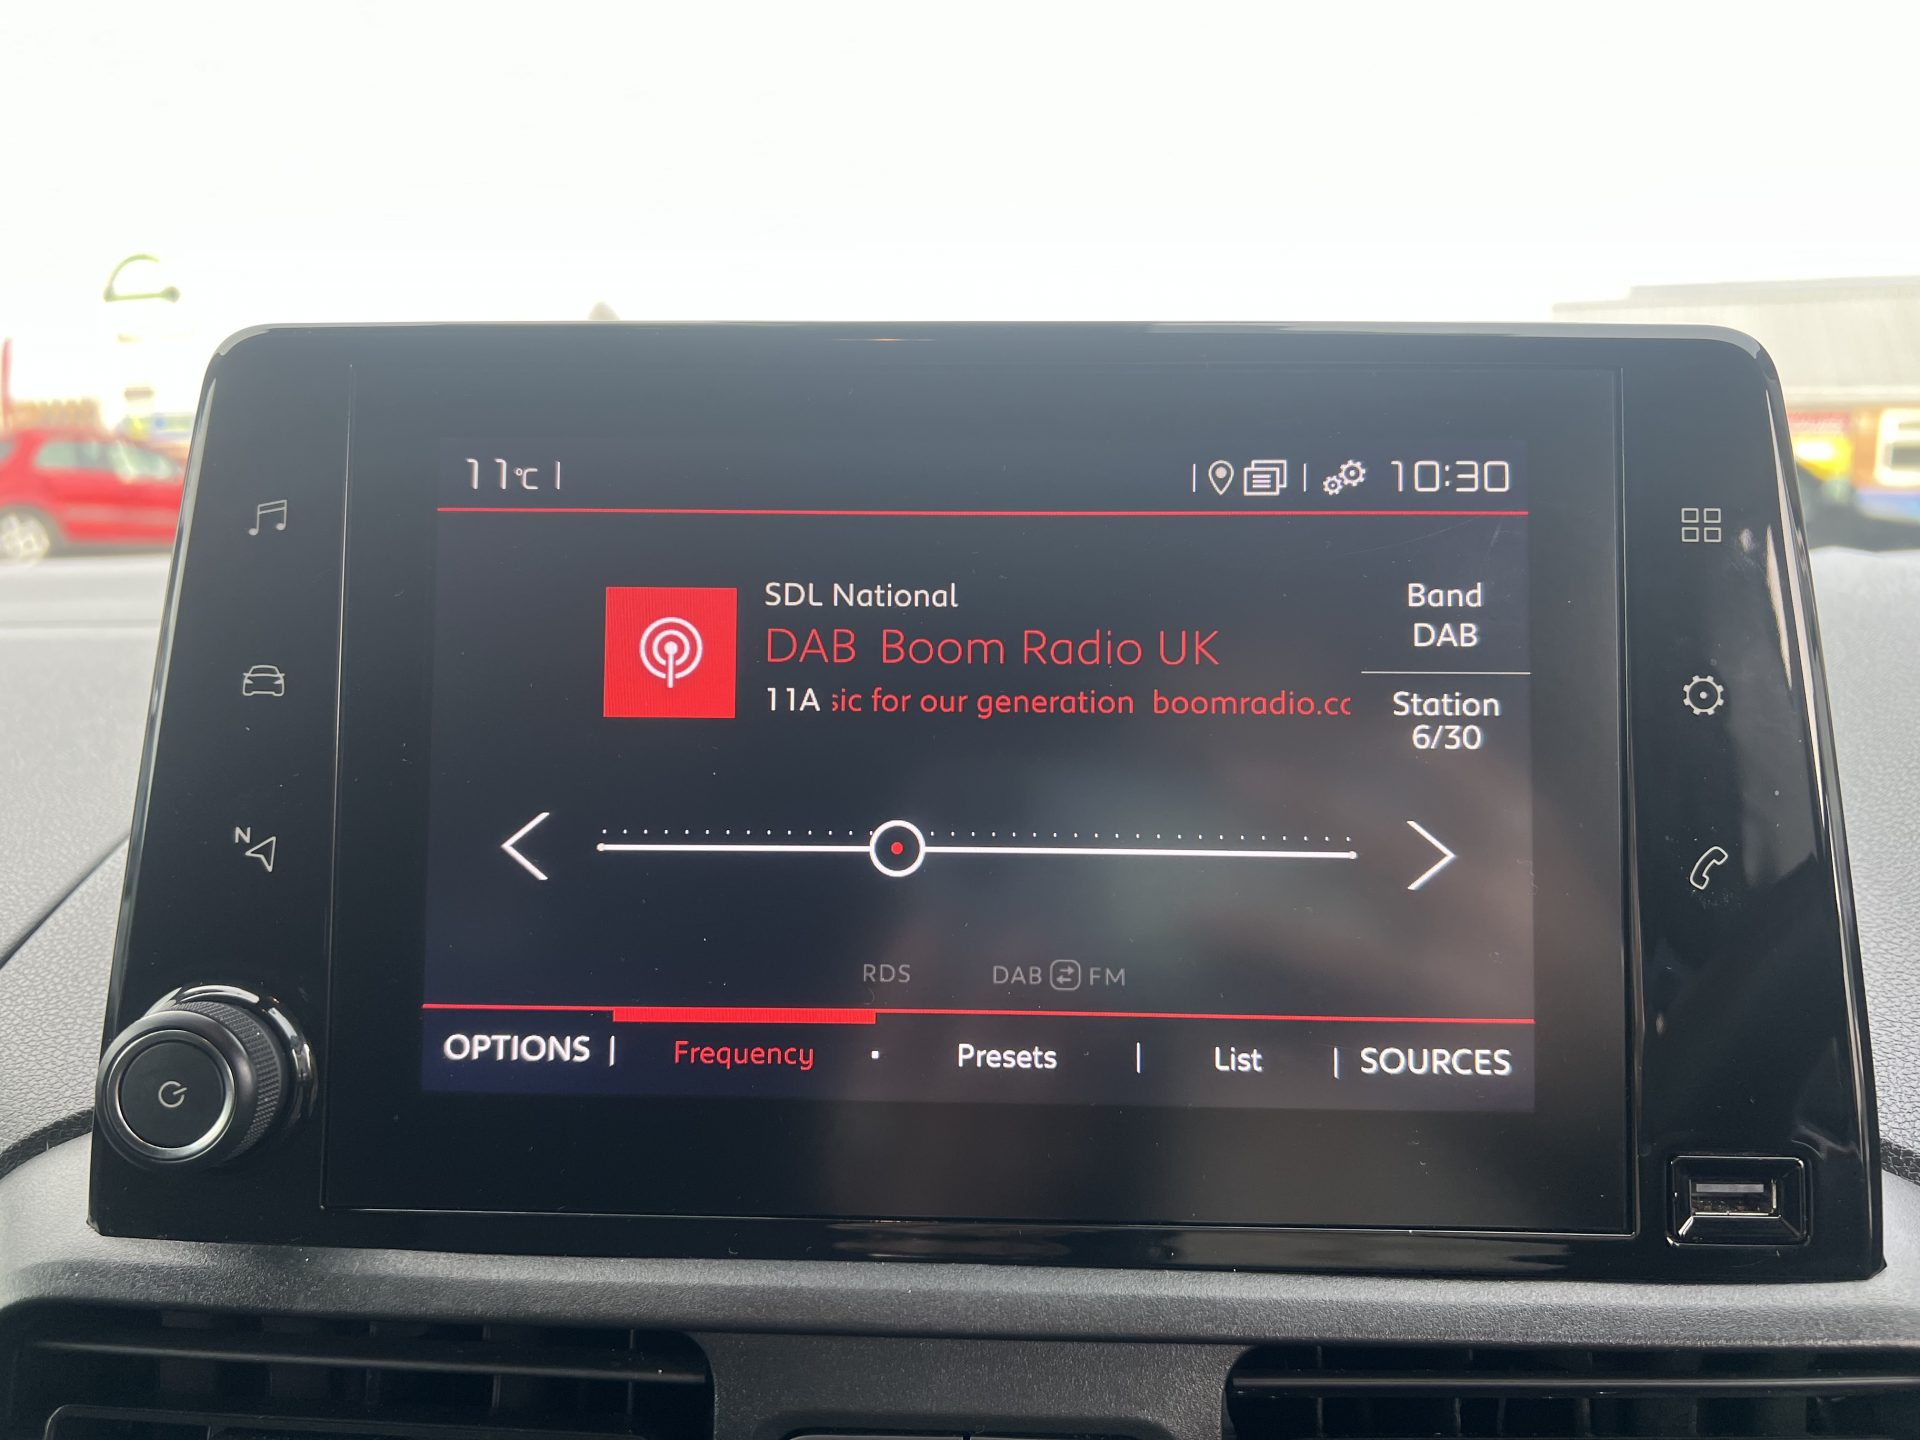 11°C
10:30
SDL National
DAB Boom Radio UK
11A sic for our generation boomradio.cc
Band
DAB
Station
6/30
N
RDS
DAB FM
OPTIONS Frequency Presets List SOURCES